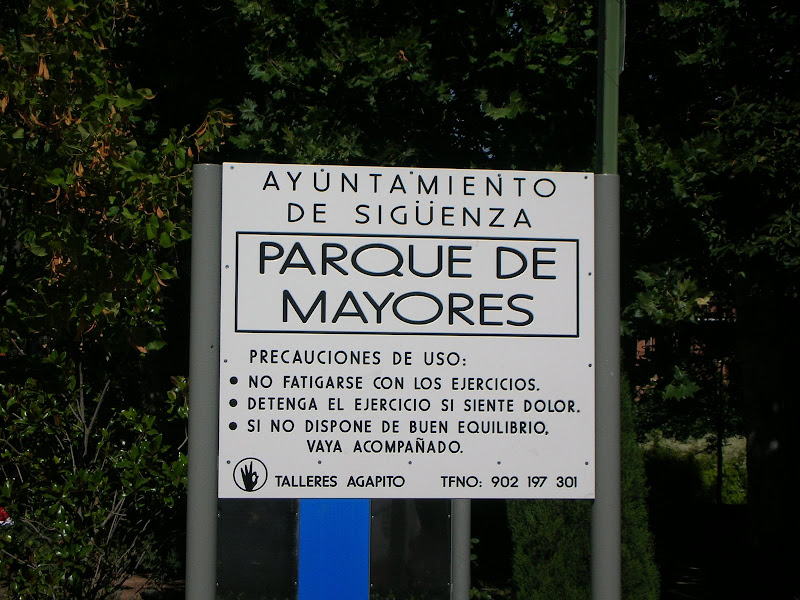 AYUNTAMIENTO
DE SIGÜENZA
PARQUE DE
MAYORES
PRECAUCIONES DE USO:
• NO FATIGARSE CON LOS EJERCICIOS.
• DETENGA EL EJERCICIO SI SIENTE DOLOR.
• SI NO DISPONE DE BUEN EQUILIBRIO,
VAYA ACOMPAÑADO.
TALLERES AGAPITO TFNO: 902 197 301